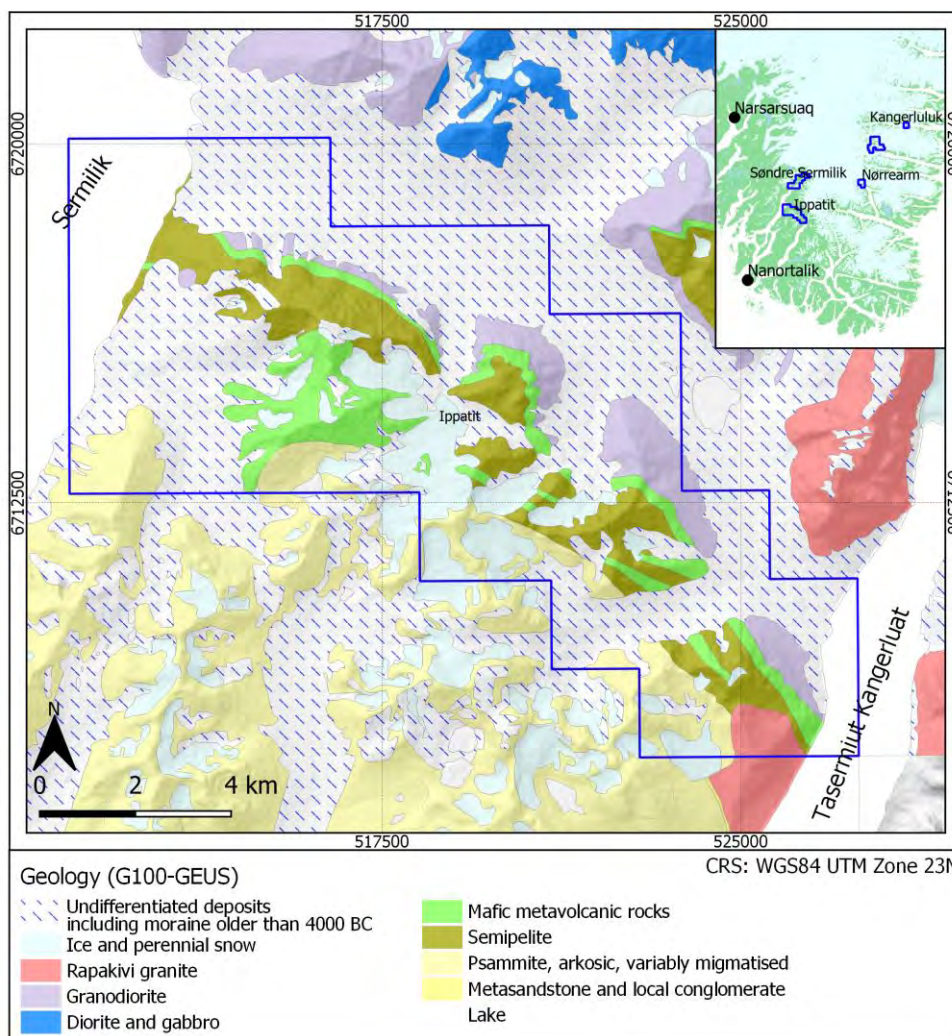 517500
525000
Narsarsuaq
Kangerluluk
6720000
6720000
Sermilik
Søndre Sermilik
Nørrearm
Ippatit
Nanortalik
Ippatit
6712500
6712500
N
0 2 4 km
Tasermiut Kangerluat
517500
525000
CRS: WGS84 UTM Zone 23N
Geology (G100-GEUS)
Undifferentiated deposits
including moraine older than 4000 BC
Ice and perennial snow
Rapakivi granite
Granodiorite
Diorite and gabbro
Mafic metavolcanic rocks
Semipelite
Psammite, arkosic, variably migmatised
Metasandstone and local conglomerate
Lake